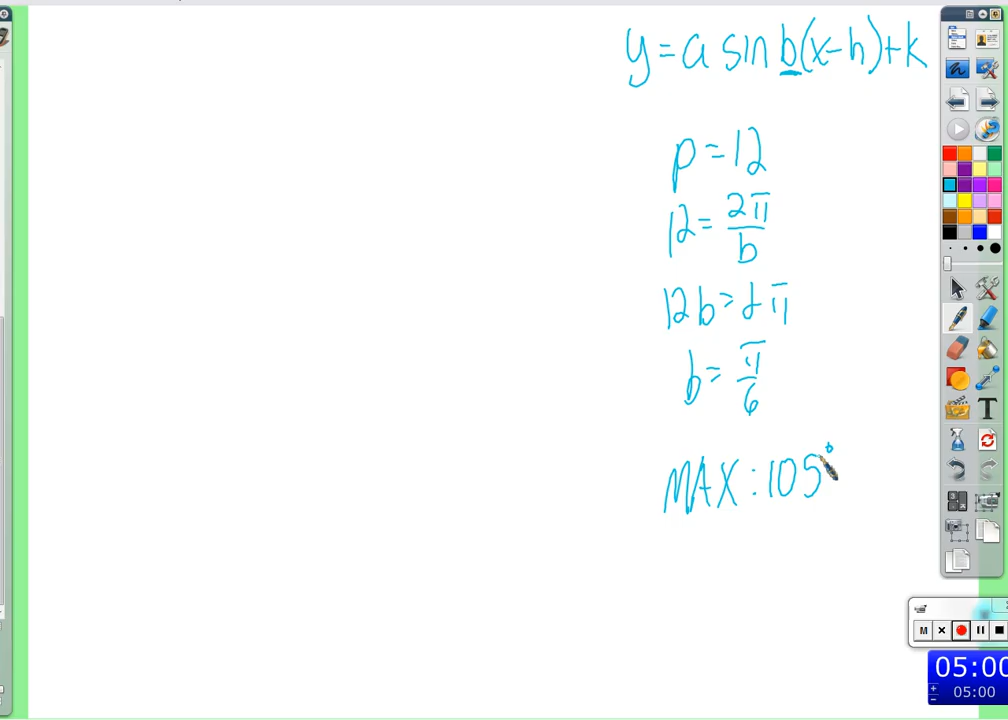 y = a sin b(x-h)+k
p = 12
12 = 2π/b
12b = 2π
b = π/6
MAX : 105°
T
M
05:00
05:00